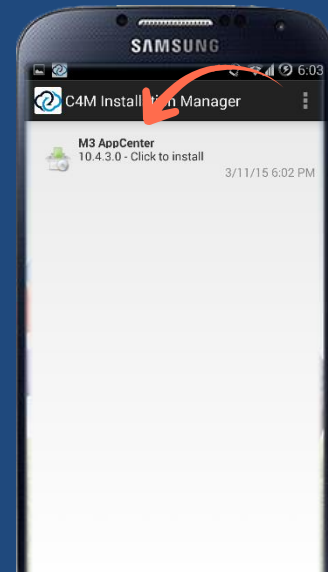 SAMSUNG
6:03
C4M Install Manager
M3 AppCenter
10.4.3.0 - Click to install
3/11/15 6:02 PM